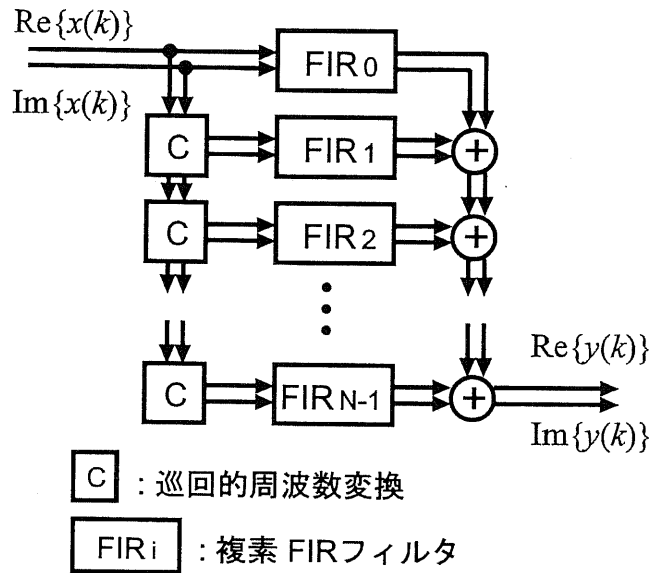 Re{x(k)}
FIR0
Im{x(k)}
C
FIR1
+
C
FIR2
+
C
FIRN-1
+
Re{y(k)}
Im{y(k)}
C : 巡回的周波数変換
FIRi : 複素 FIRフィルタ